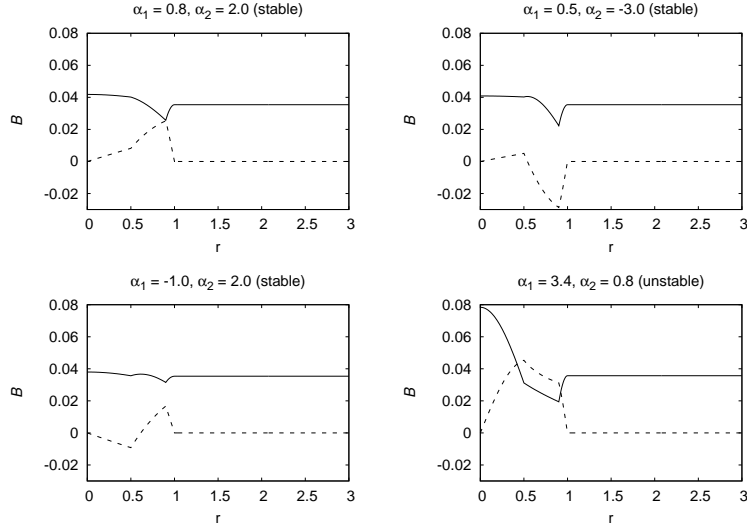 α1 = 0.8, α2 = 2.0 (stable)
0.08
0.06
0.04
0.02
0
-0.02
B
0 0.5 1 1.5 2 2.5 3
r
α1 = 0.5, α2 = -3.0 (stable)
0.08
0.06
0.04
0.02
0
-0.02
B
0 0.5 1 1.5 2 2.5 3
r
α1 = -1.0, α2 = 2.0 (stable)
0.08
0.06
0.04
0.02
0
-0.02
B
0 0.5 1 1.5 2 2.5 3
r
α1 = 3.4, α2 = 0.8 (unstable)
0.08
0.06
0.04
0.02
0
-0.02
B
0 0.5 1 1.5 2 2.5 3
r